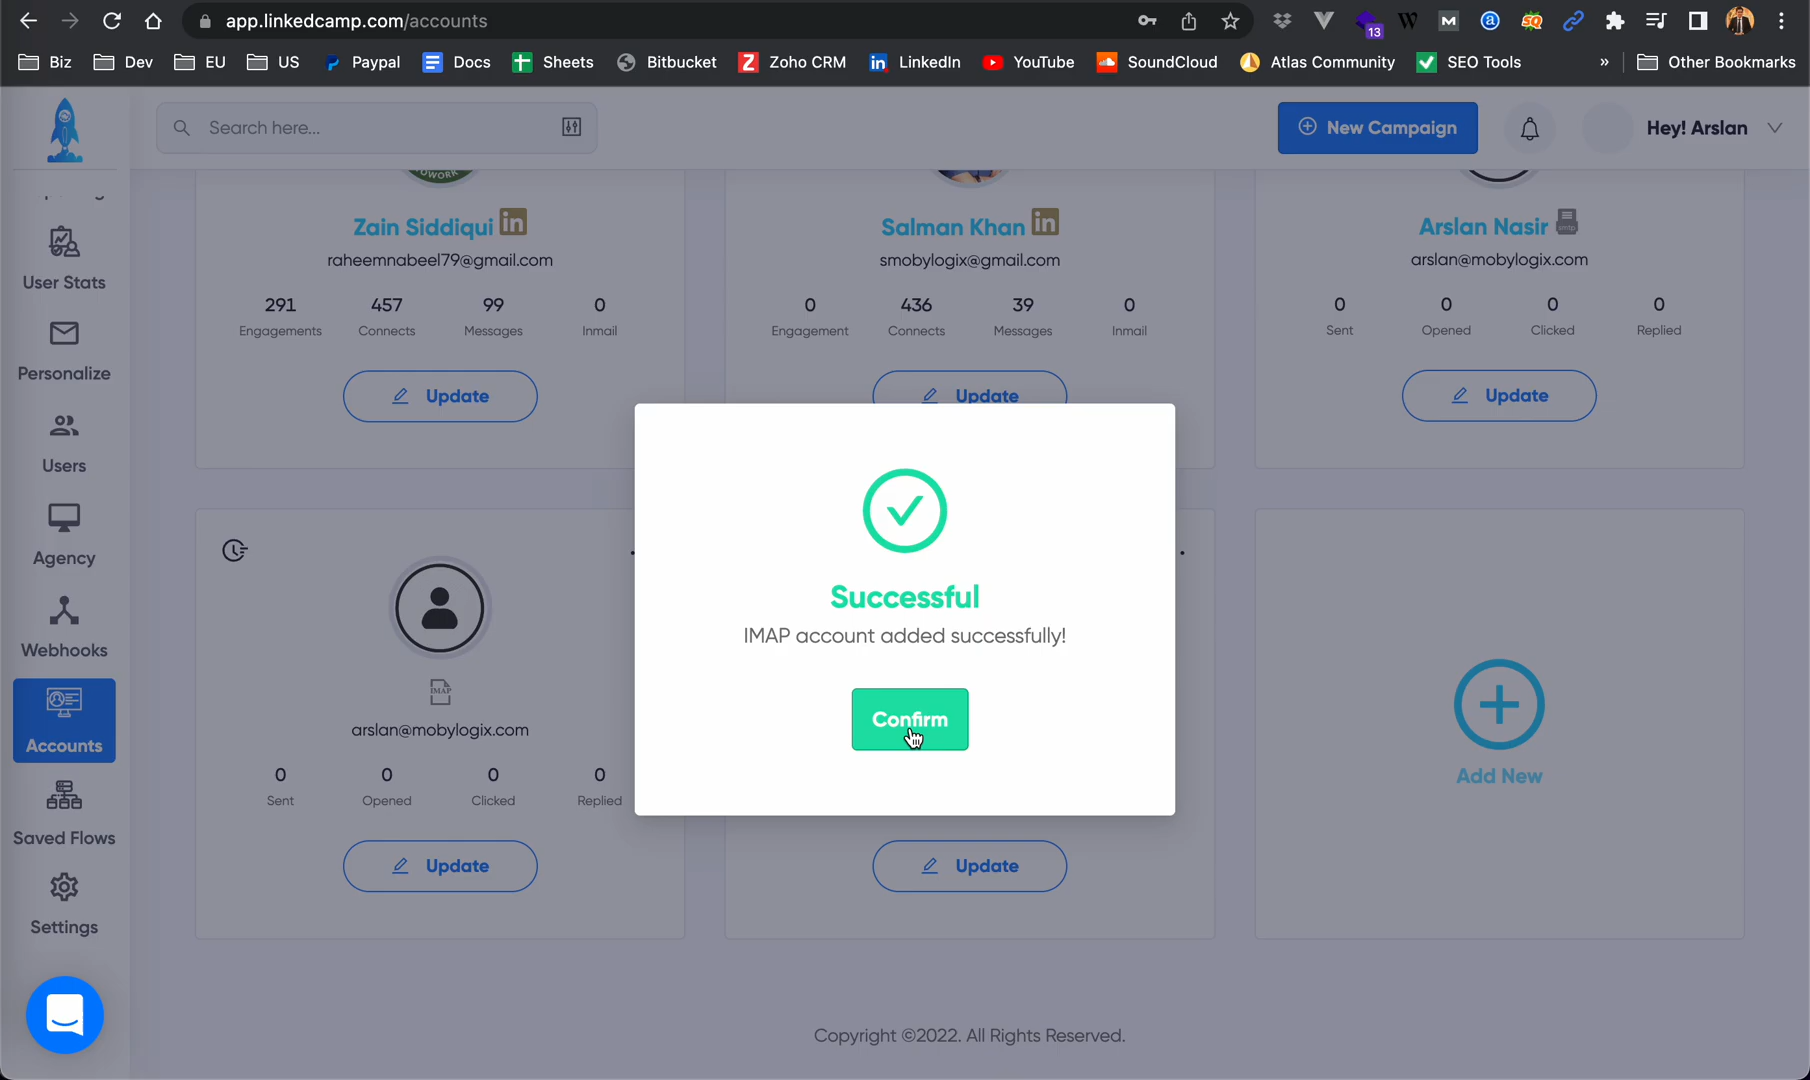 app.linkedcamp.com/accounts
13
Biz
Dev
EU
US
Paypal
Docs
Sheets
Bitbucket
Zoho CRM
LinkedIn
YouTube
SoundCloud
Atlas Community
SEO Tools
»
Other Bookmarks
Search here...
New Campaign
Hey! Arslan
User Stats
Personalize
Users
Agency
Webhooks
Accounts
Saved Flows
Settings
Zain Siddiqui in
raheemnabeel79@gmail.com
291 457 99 0
Engagements Connects Messages Inmail
Update
Salman Khan in
smobylogix@gmail.com
0 436 39 0
Engagement Connects Messages Inmail
Update
Arslan Nasir
arslan@mobylogix.com
0 0 0 0
Sent Opened Clicked Replied
Update
IMAP
arslan@mobylogix.com
0 0 0 0
Sent Opened Clicked Replied
Update
Successful
IMAP account added successfully!
Confirm
Update
Add New
Copyright ©2022. All Rights Reserved.